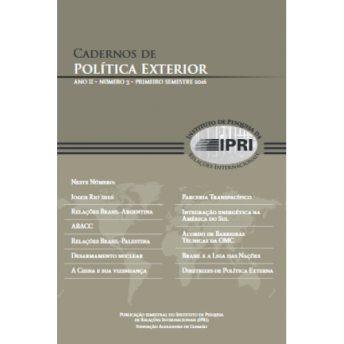 Cadernos de
Política Exterior
Ano II - Número 3 - Primeiro Semestre 2016
Instituto de Pesquisa de
Relações Internacionais
IPRI
Neste Número:
Jogos Rio 2016
Relações Brasil-Argentina
ABACC
Relações Brasil-Palestina
Desarmamento nuclear
A China e sua vizinhança
Parceria Transpacífico
Integração energética na
América do Sul
Acordo de Barreiras
Técnicas da OMC
Brasil e a Liga das Nações
Diretrizes de Política Externa
Publicação semestral do Instituto de Pesquisa
de Relações Internacionais (IPRI)
Fundação Alexandre de Gusmão